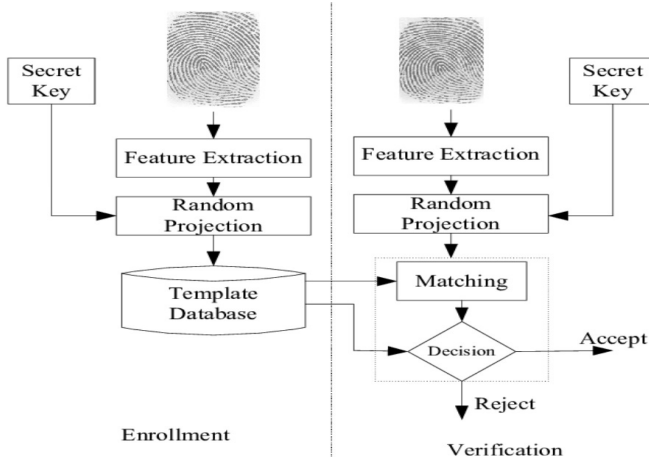 Secret
Key
Feature Extraction
Random
Projection
Template
Database
Enrollment
Secret
Key
Feature Extraction
Random
Projection
Matching
Decision
Accept
Reject
Verification